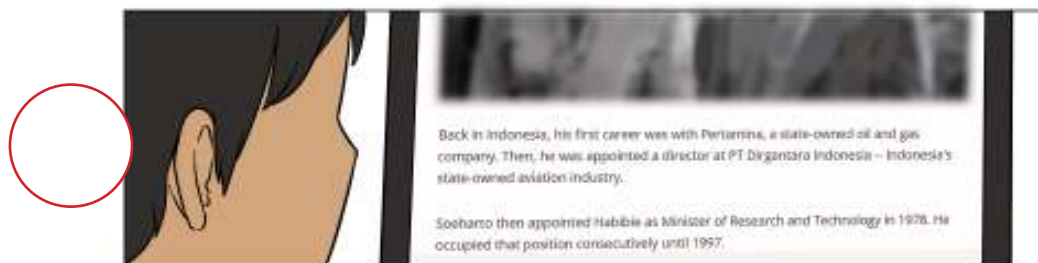 Back in Indonesia, his first career was with Pertamina, a state-owned oil and gas
company. Then, he was appointed a director at PT Dirgantara Indonesia – Indonesia's
state-owned aviation industry.
Soeharto then appointed Habibie as Minister of Research and Technology in 1978. He
occupied that position consecutively until 1997.